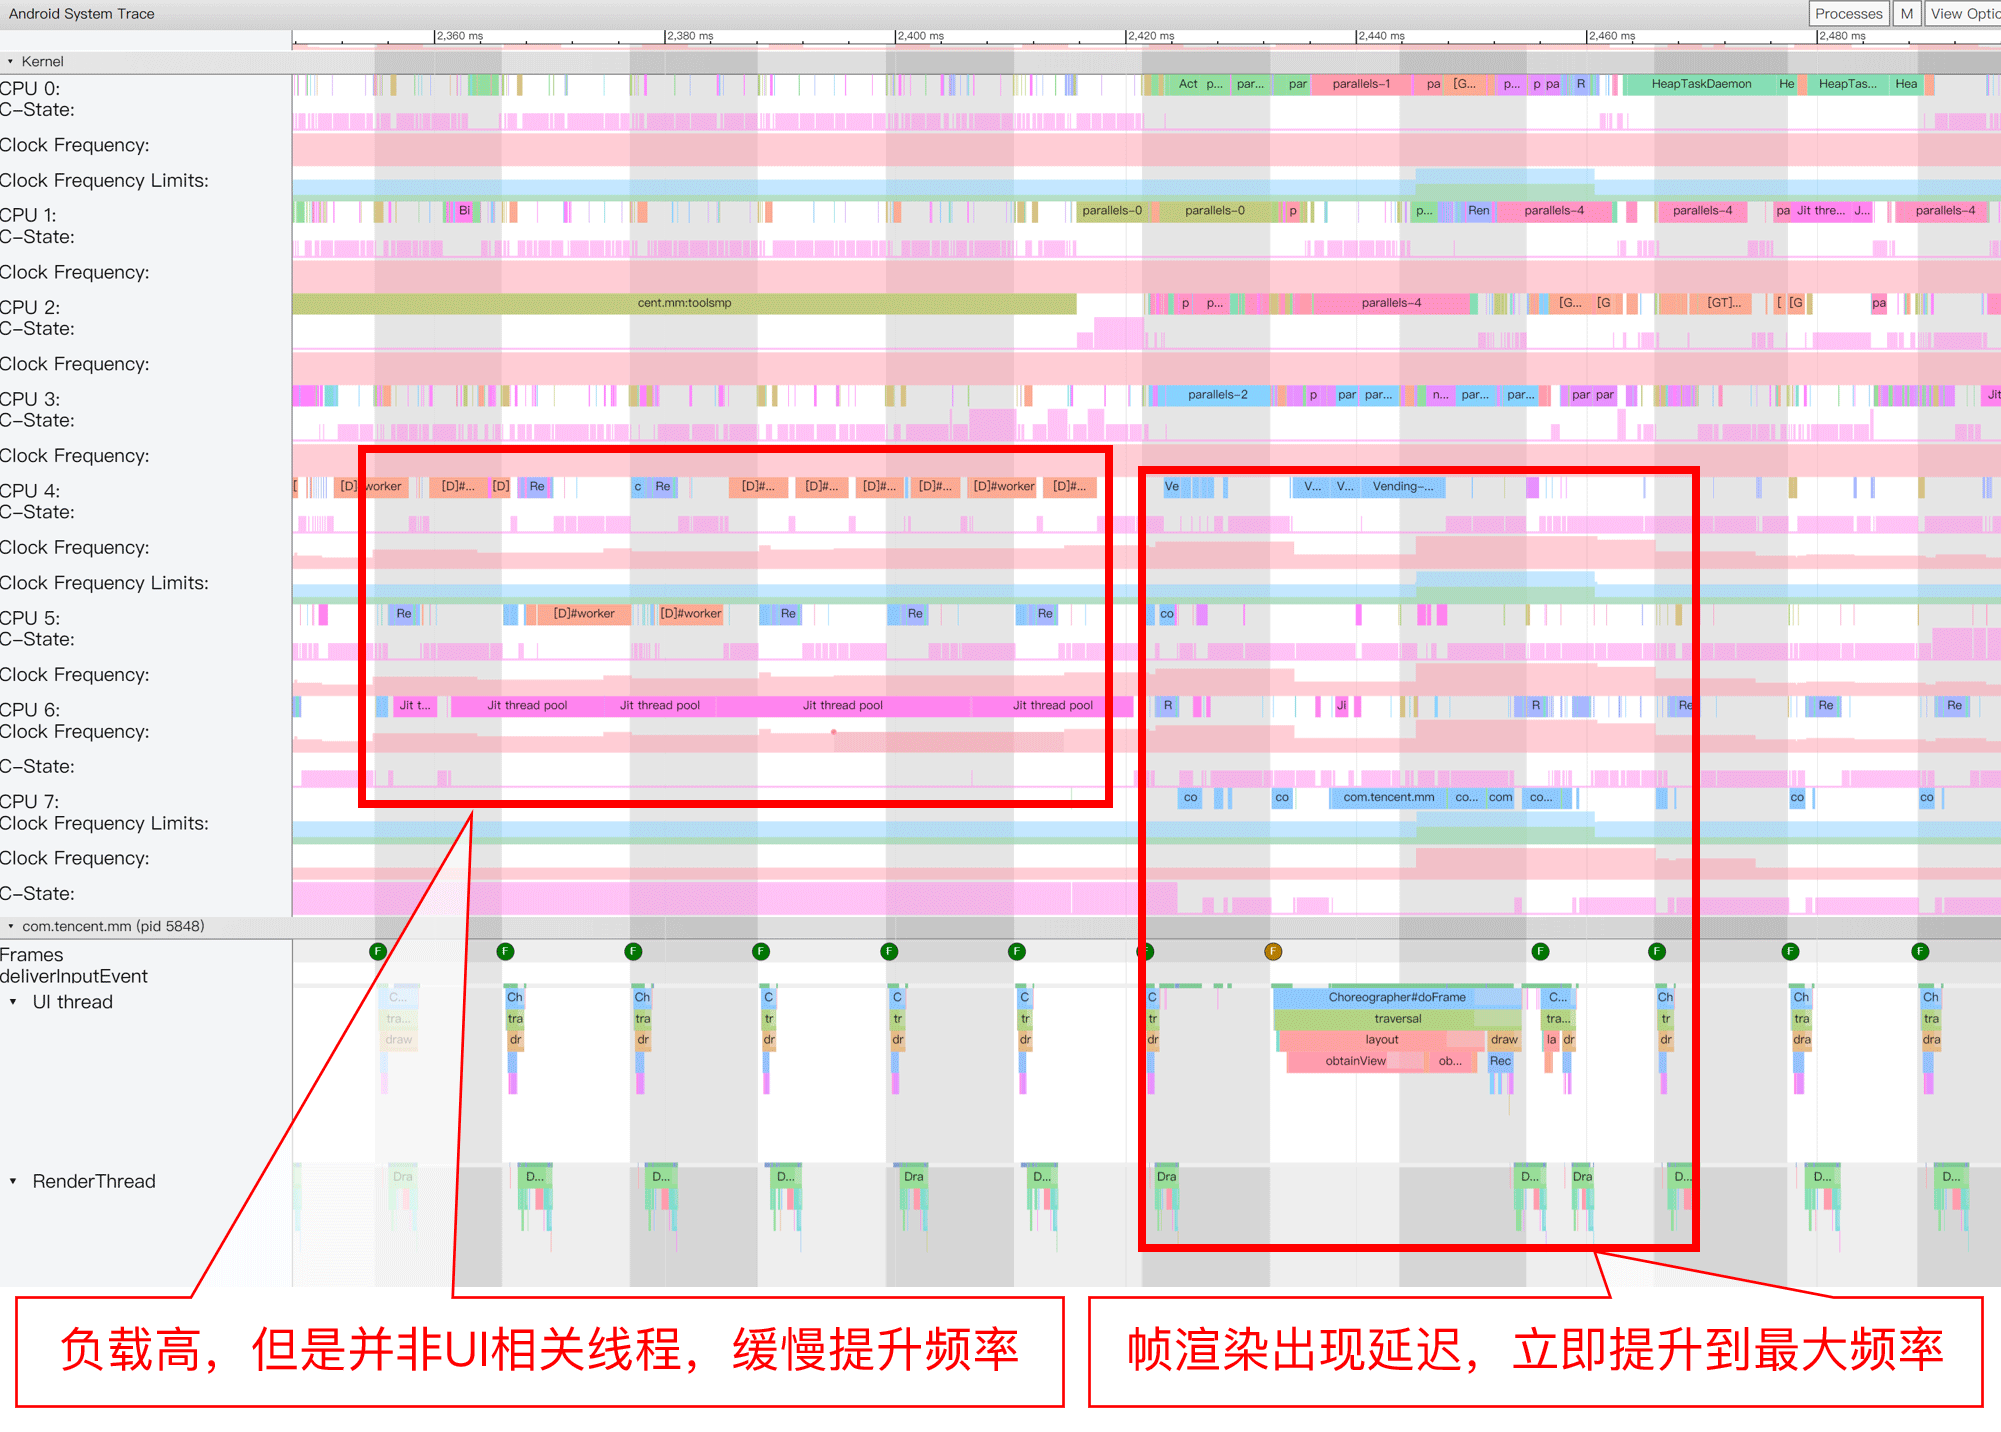 Android System Trace
Processes M View Optio
2,360 ms 2,380 ms 2,400 ms 2,420 ms 2,440 ms 2,460 ms 2,480 ms
Kernel
CPU 0: Act p... par... par parallels-1 pa [G... p... p pa R HeapTaskDaemon He HeapTas... Hea
C-State:
Clock Frequency:
Clock Frequency Limits:
CPU 1: Bi parallels-0 parallels-0 p p... Ren parallels-4 parallels-4 pa Jit thre... J... parallels-4
C-State:
Clock Frequency:
CPU 2: cent.mm:toolsmp p p... parallels-4 [G... [G [GT]... [ [G pa
C-State:
Clock Frequency:
CPU 3: parallels-2 p par par... n... par... par... par par Jit
C-State:
Clock Frequency:
CPU 4: [ [D]#worker [D]#... [D] Re c Re [D]#... [D]#... [D]#... [D]#... [D]#worker [D]#... Ve V... V... Vending-...
C-State:
Clock Frequency:
Clock Frequency Limits:
CPU 5: Re [D]#worker [D]#worker Re Re Re co
C-State:
Clock Frequency:
CPU 6: Jit t... Jit thread pool Jit thread pool Jit thread pool Jit thread pool R Ji R Re Re Re
Clock Frequency:
C-State:
CPU 7: co co com.tencent.mm co... com co... co co
Clock Frequency Limits:
Clock Frequency:
C-State:
com.tencent.mm (pid 5848)
Frames F F F F F F F F F F F F
deliverInputEvent
UI thread C... Ch Ch C C C C Choreographer#doFrame C... Ch Ch Ch
tra... tra tra tr tr tr tr traversal tra... tr tra tra
draw dr dr dr dr dr dr layout draw la dr dr dra dra
obtainView ob... Rec
RenderThread Dra D... D... D... Dra D... Dra D... Dra D... D... D...
负载高，但是并非UI相关线程，缓慢提升频率
帧渲染出现延迟，立即提升到最大频率